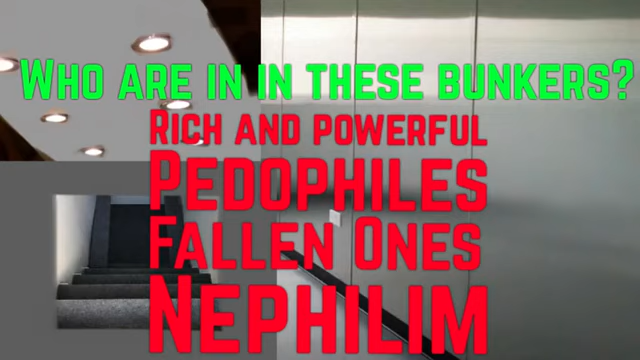 Who are in in these bunkers?
Rich and powerful
Pedophiles
Fallen Ones
Nephilim